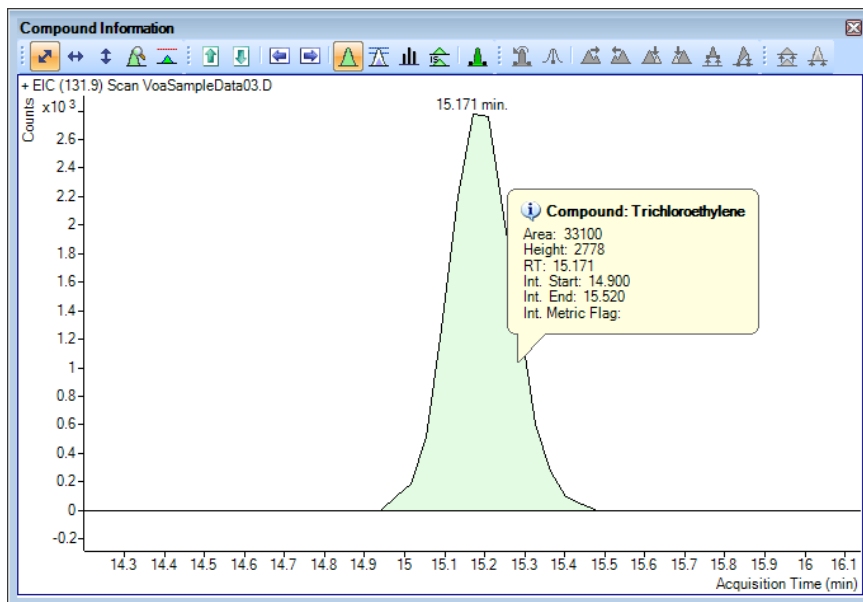 Compound Information
+ EIC (131.9) Scan VoaSampleData03.D
Counts
x10 3
15.171 min.
2.6
2.4
2.2
2
1.8
1.6
1.4
1.2
1
0.8
0.6
0.4
0.2
0
-0.2
Compound: Trichloroethylene
Area: 33100
Height: 2778
RT: 15.171
Int. Start: 14.900
Int. End: 15.520
Int. Metric Flag:
14.3 14.4 14.5 14.6 14.7 14.8 14.9 15 15.1 15.2 15.3 15.4 15.5 15.6 15.7 15.8 15.9 16 16.1
Acquisition Time (min)